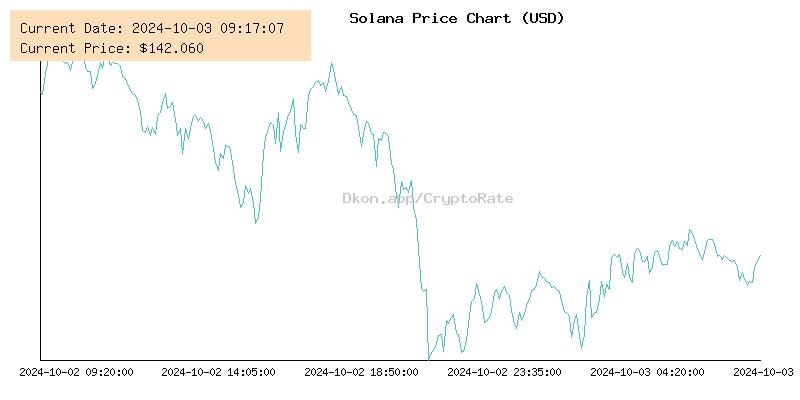 Solana Price Chart (USD)
Current Date: 2024-10-03 09:17:07
Current Price: $142.060
Dkon.app/CryptoRate
2024-10-02 09:20:00 2024-10-02 14:05:00 2024-10-02 18:50:00 2024-10-02 23:35:00 2024-10-03 04:20:00 2024-10-03